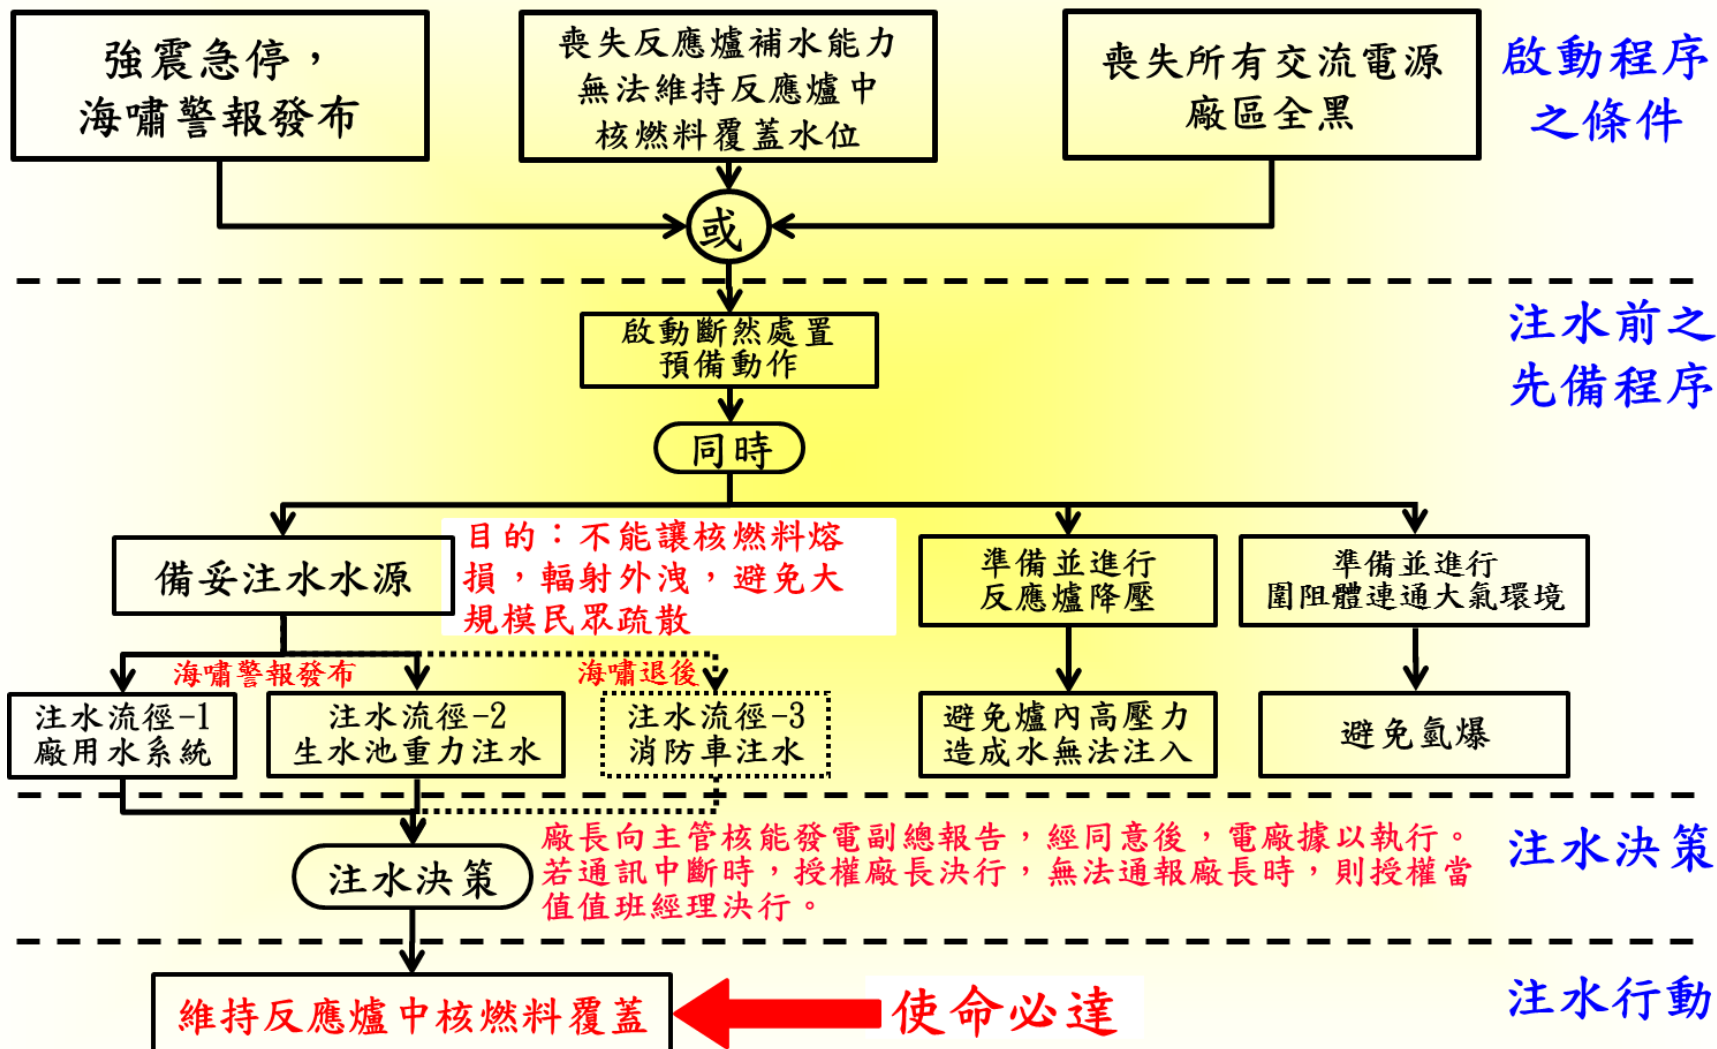 強震急停，
海嘯警報發布
喪失反應爐補水能力
無法維持反應爐中
核燃料覆蓋水位
喪失所有交流電源
廠區全黑
啟動程序
之條件
或
啟動斷然處置
預備動作
注水前之
先備程序
同時
備妥注水水源
目的：不能讓核燃料熔
損，輻射外洩，避免大
規模民眾疏散
準備並進行
反應爐降壓
準備並進行
圍阻體連通大氣環境
海嘯警報發布
海嘯退後
注水流徑-1
廠用水系統
注水流徑-2
生水池重力注水
注水流徑-3
消防車注水
避免爐內高壓力
造成水無法注入
避免氫爆
注水決策
廠長向主管核能發電副總報告，經同意後，電廠據以執行。
若通訊中斷時，授權廠長決行，無法通報廠長時，則授權當
值值班經理決行。
注水決策
維持反應爐中核燃料覆蓋
使命必達
注水行動